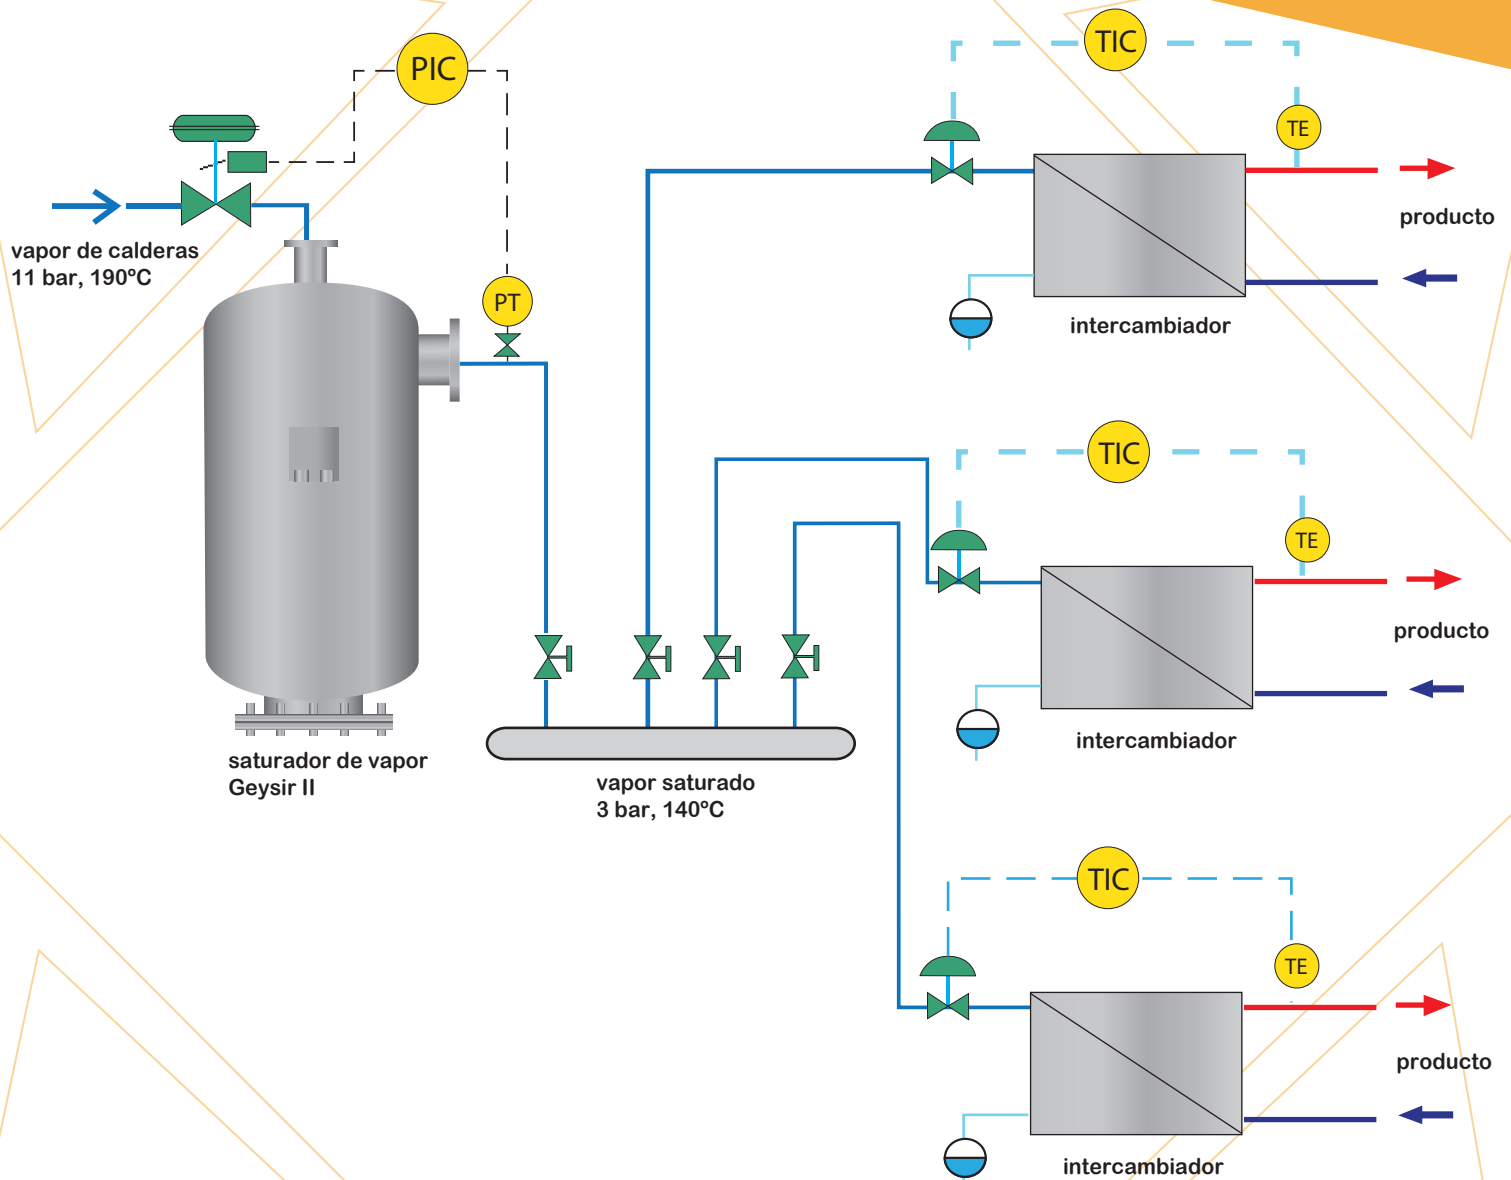 PIC
TIC
TE
vapor de calderas
11 bar, 190ºC
producto
PT
intercambiador
TIC
TE
producto
intercambiador
saturador de vapor
Geysir II
vapor saturado
3 bar, 140ºC
TIC
TE
producto
intercambiador